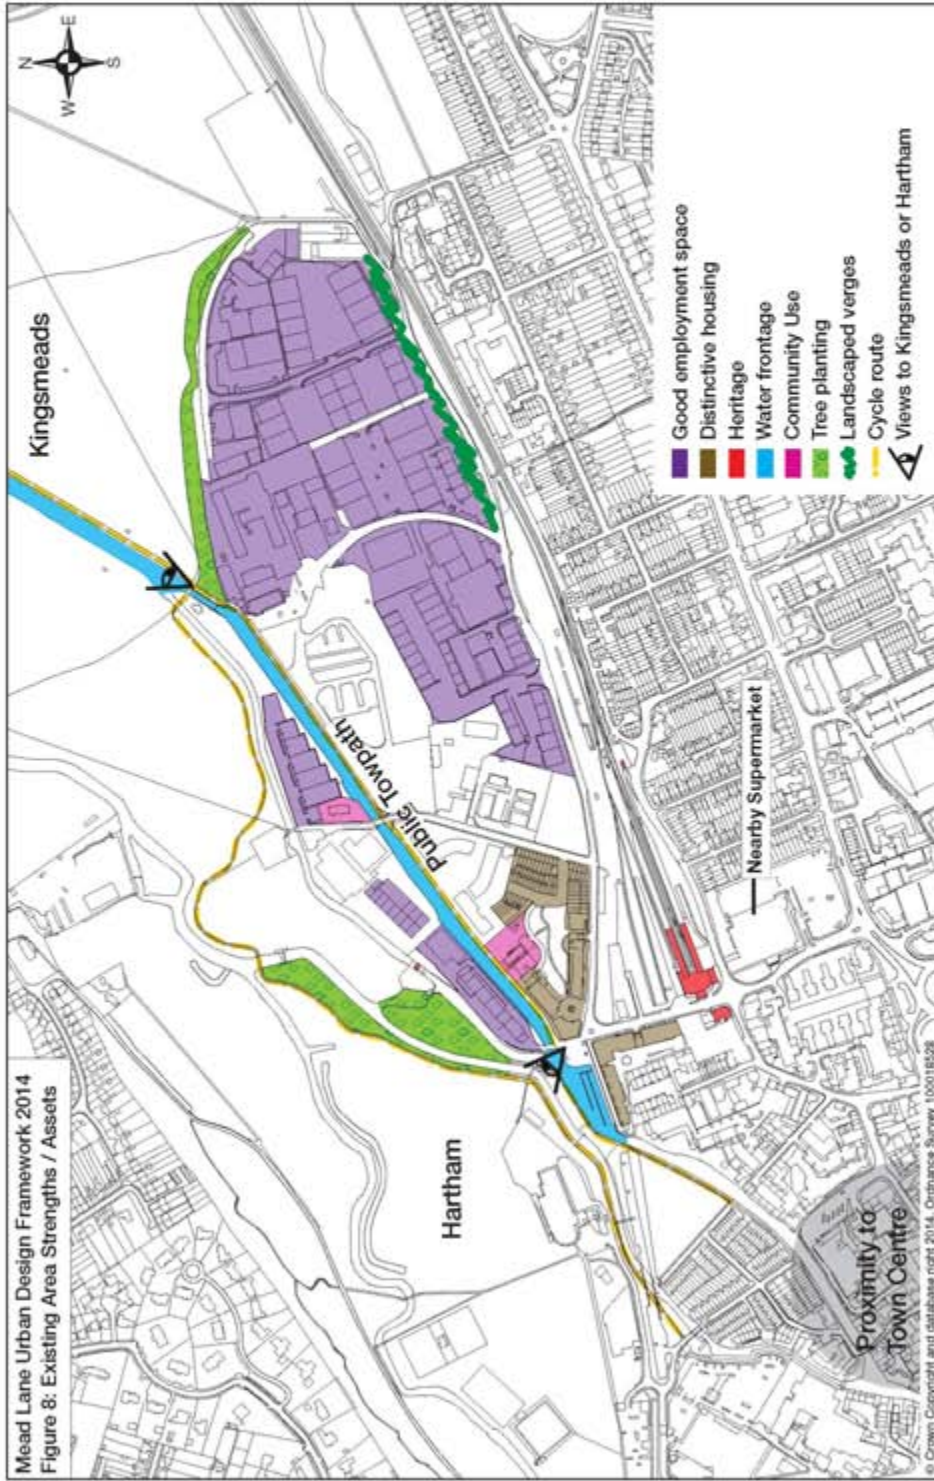 Mead Lane Urban Design Framework 2014
Figure 8: Existing Area Strengths / Assets
N
E
S
W
Kingsmeads
Hartham
Public Towpath
Nearby Supermarket
Proximity to
Town Centre
Good employment space
Distinctive housing
Heritage
Water frontage
Community Use
Tree planting
Landscaped verges
Cycle route
Views to Kingsmeads or Hartham
© Crown Copyright and database right 2014. Ordnance Survey 100018528